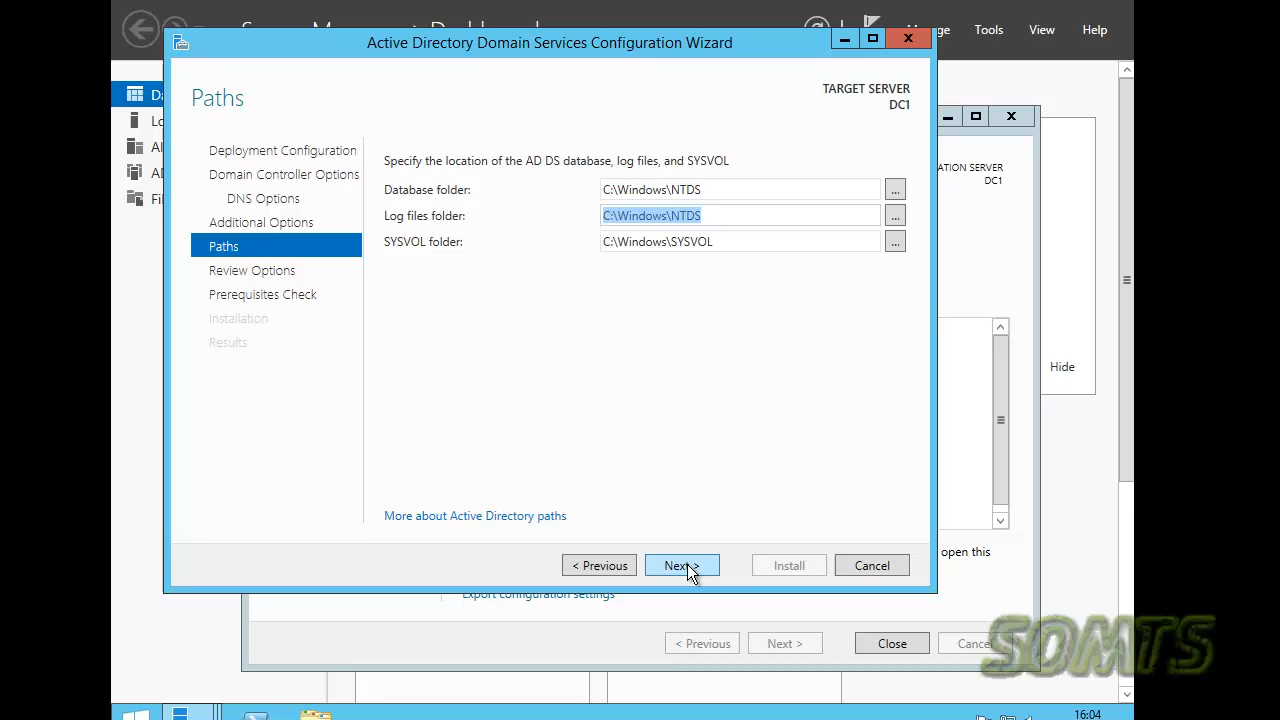 Tools
View
Help
Active Directory Domain Services Configuration Wizard
Paths
TARGET SERVER
DC1
Deployment Configuration
Domain Controller Options
DNS Options
Additional Options
Paths
Review Options
Prerequisites Check
Installation
Results
Specify the location of the AD DS database, log files, and SYSVOL
Database folder:
C:\Windows\NTDS
...
Log files folder:
C:\Windows\NTDS
...
SYSVOL folder:
C:\Windows\SYSVOL
...
More about Active Directory paths
< Previous
Next >
Install
Cancel
SERVER
DC1
Hide
open this
Export configuration settings
< Previous
Next >
Close
Cancel
SOMTS
16:04